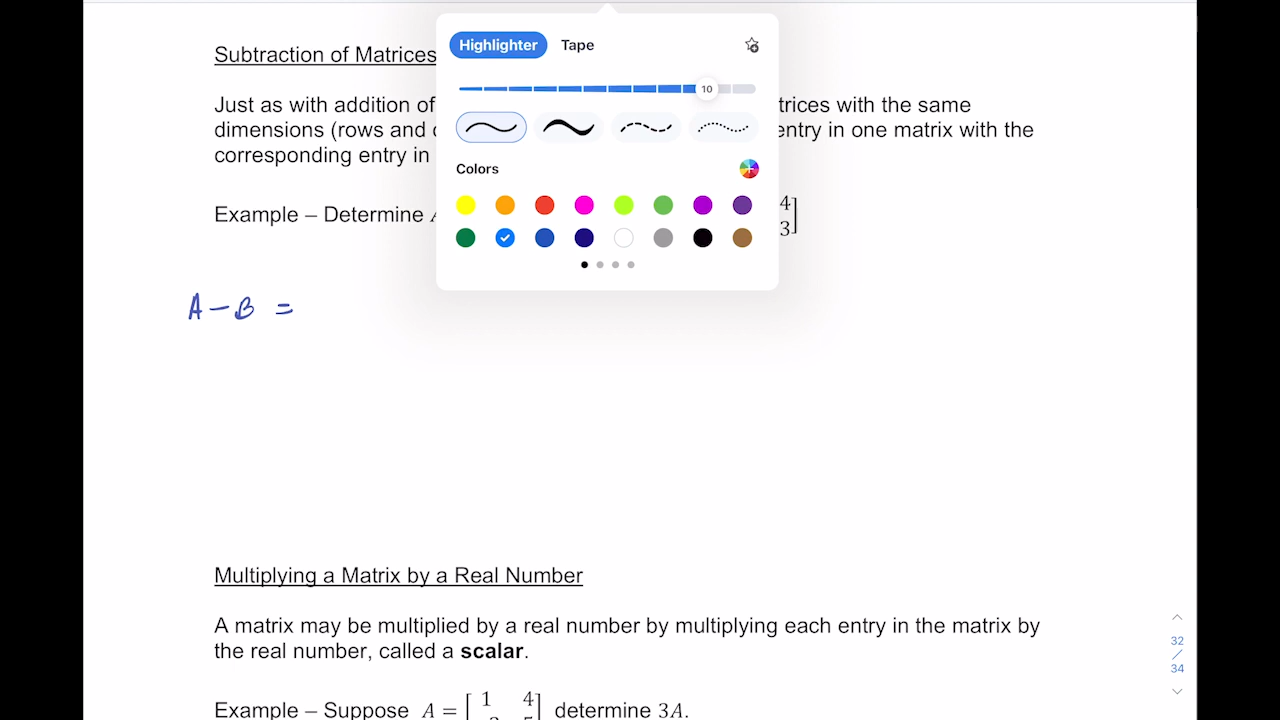 Highlighter Tape
Subtraction of Matrices
10
Just as with addition of trices with the same
dimensions (rows and entry in one matrix with the
corresponding entry in
Colors
Example – Determine 4
3]
A – B =
Multiplying a Matrix by a Real Number
A matrix may be multiplied by a real number by multiplying each entry in the matrix by
the real number, called a scalar.
32
/
34
Example – Suppose A = [ 1 4 ] determine 3A.